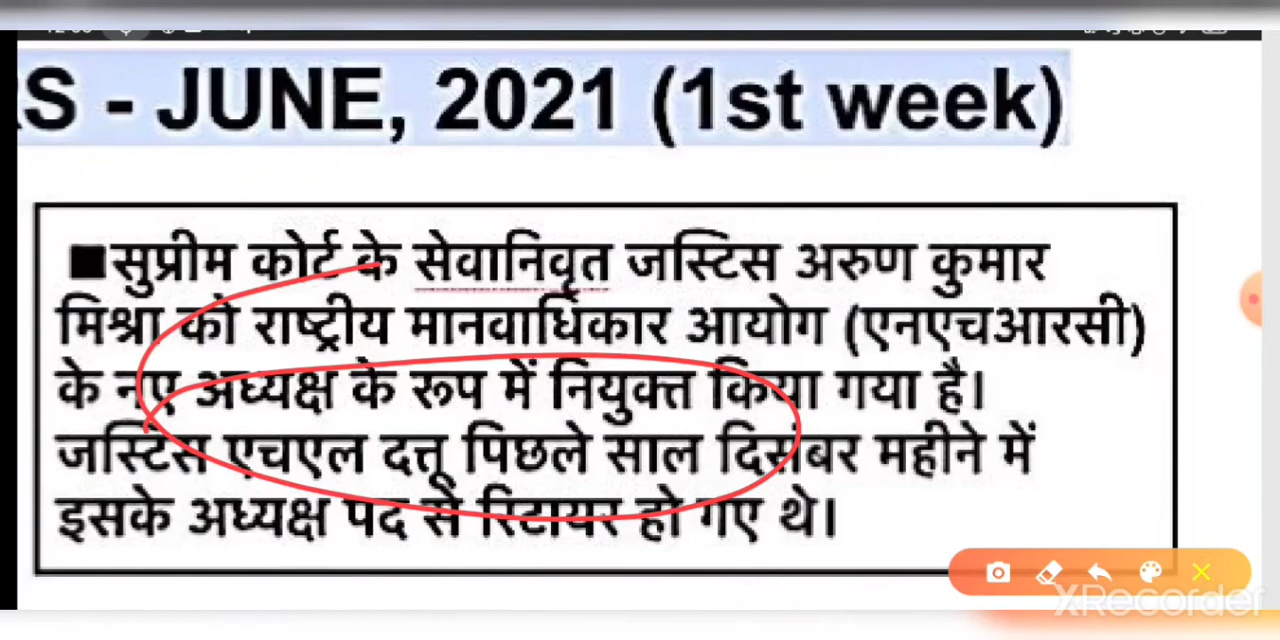 S - JUNE, 2021 (1st week)
■सुप्रीम कोर्ट के सेवानिवृत जस्टिस अरुण कुमार
मिश्रा को राष्ट्रीय मानवाधिकार आयोग (एनएचआरसी)
के नए अध्यक्ष के रूप में नियुक्त किया गया है।
जस्टिस एचएल दत्तू पिछले साल दिसंबर महीने में
इसके अध्यक्ष पद से रिटायर हो गए थे।
XRecorder